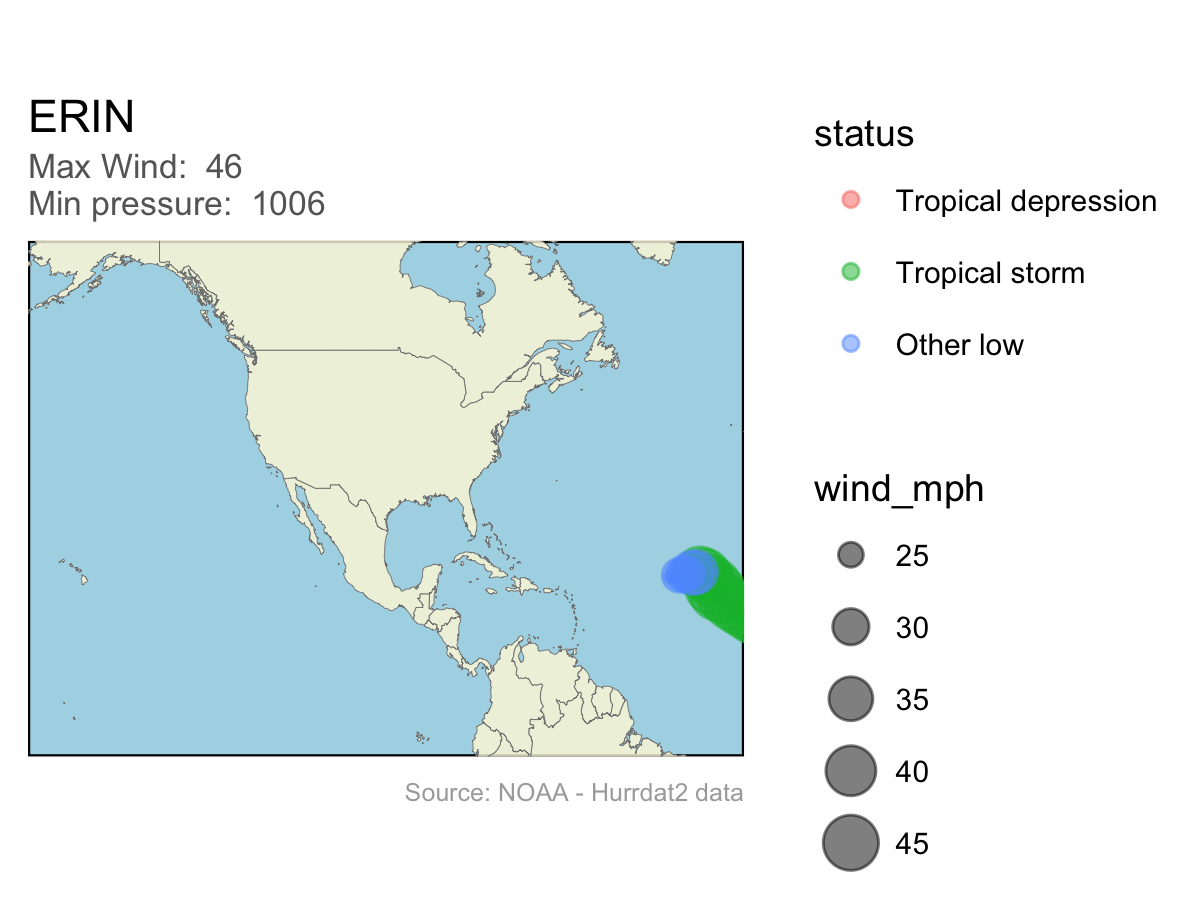 ERIN
Max Wind:  46
Min pressure:  1006
status
Tropical depression
Tropical storm
Other low
wind_mph
25
30
35
40
45
Source: NOAA - Hurrdat2 data